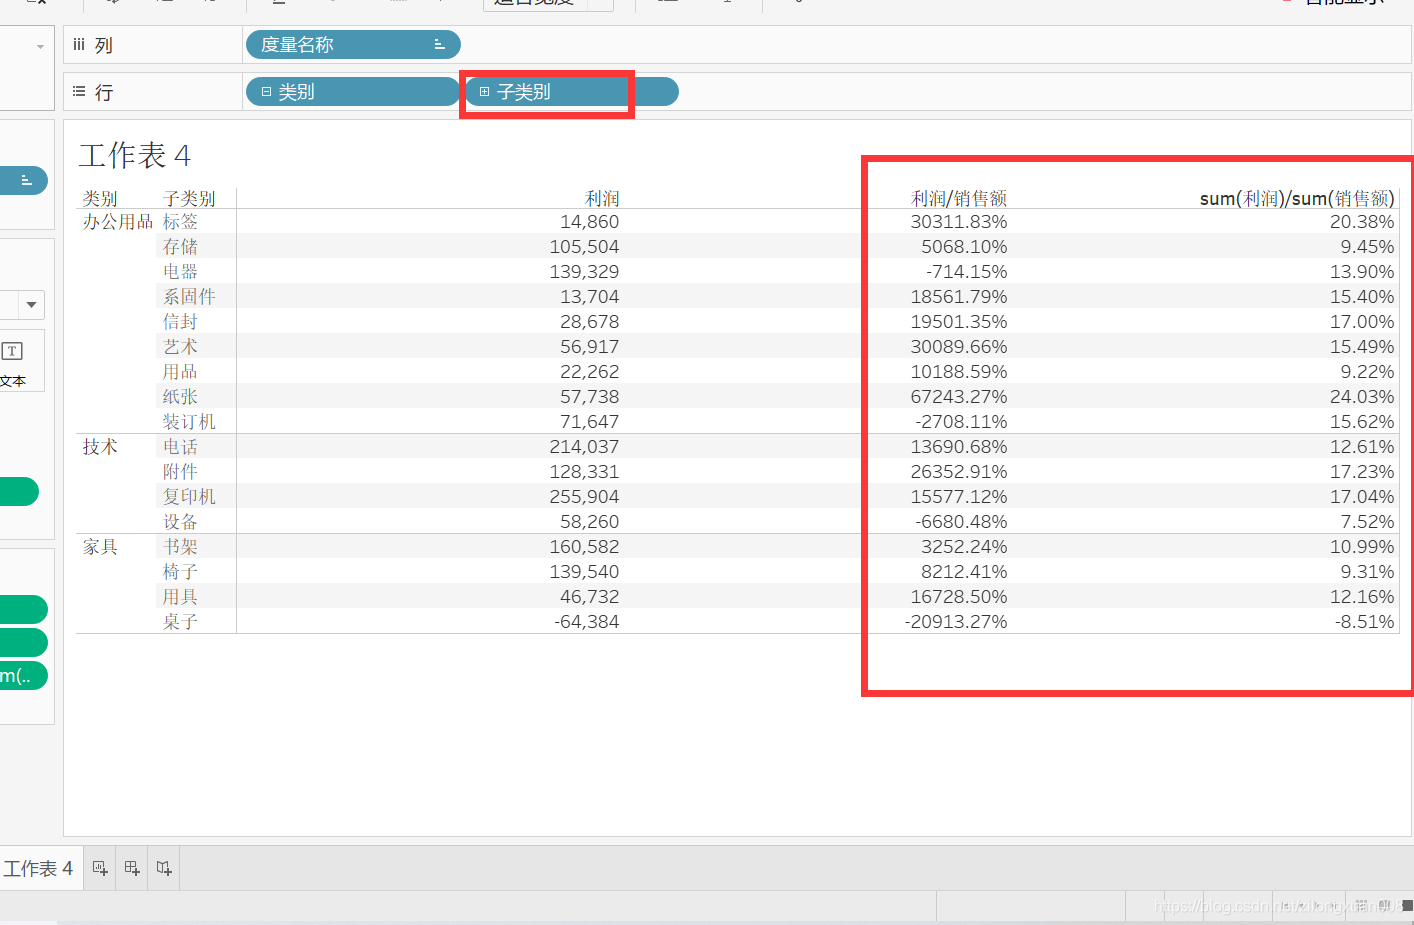 适合宽度
智能显示
列 度量名称
行 类别 子类别
工作表 4
类别 子类别 利润 利润/销售额 sum(利润)/sum(销售额)
办公用品 标签 14,860 30311.83% 20.38%
存储 105,504 5068.10% 9.45%
电器 139,329 -714.15% 13.90%
系固件 13,704 18561.79% 15.40%
信封 28,678 19501.35% 17.00%
艺术 56,917 30089.66% 15.49%
用品 22,262 10188.59% 9.22%
纸张 57,738 67243.27% 24.03%
装订机 71,647 -2708.11% 15.62%
技术 电话 214,037 13690.68% 12.61%
附件 128,331 26352.91% 17.23%
复印机 255,904 15577.12% 17.04%
设备 58,260 -6680.48% 7.52%
家具 书架 160,582 3252.24% 10.99%
椅子 139,540 8212.41% 9.31%
用具 46,732 16728.50% 12.16%
桌子 -64,384 -20913.27% -8.51%
T
文本
m(..
工作表 4